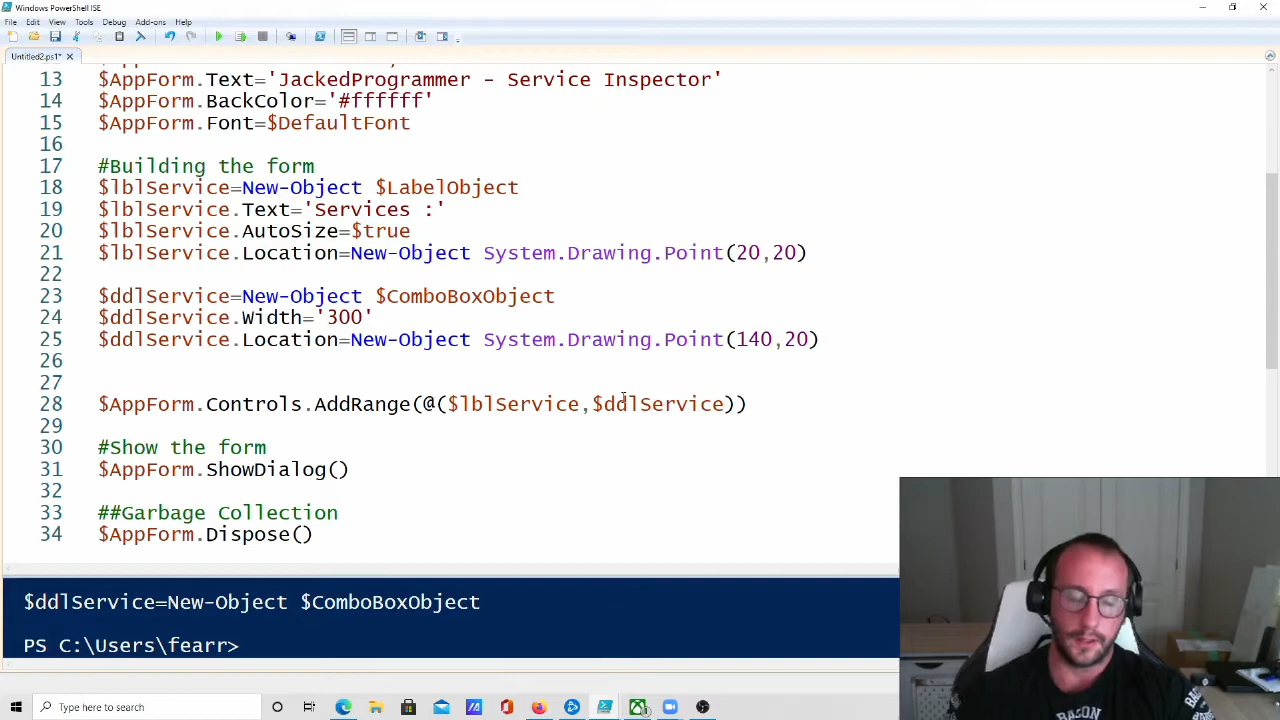 Windows PowerShell ISE
File Edit View Tools Debug Add-ons Help
Untitled2.ps1*
13 $AppForm.Text='JackedProgrammer - Service Inspector'
14 $AppForm.BackColor='#ffffff'
15 $AppForm.Font=$DefaultFont
16
17 #Building the form
18 $lblService=New-Object $LabelObject
19 $lblService.Text='Services :'
20 $lblService.AutoSize=$true
21 $lblService.Location=New-Object System.Drawing.Point(20,20)
22
23 $ddlService=New-Object $ComboBoxObject
24 $ddlService.Width='300'
25 $ddlService.Location=New-Object System.Drawing.Point(140,20)
26
27
28 $AppForm.Controls.AddRange(@($lblService,$ddlService))
29
30 #Show the form
31 $AppForm.ShowDialog()
32
33 ##Garbage Collection
34 $AppForm.Dispose()
$ddlService=New-Object $ComboBoxObject
PS C:\Users\fearr>
Type here to search